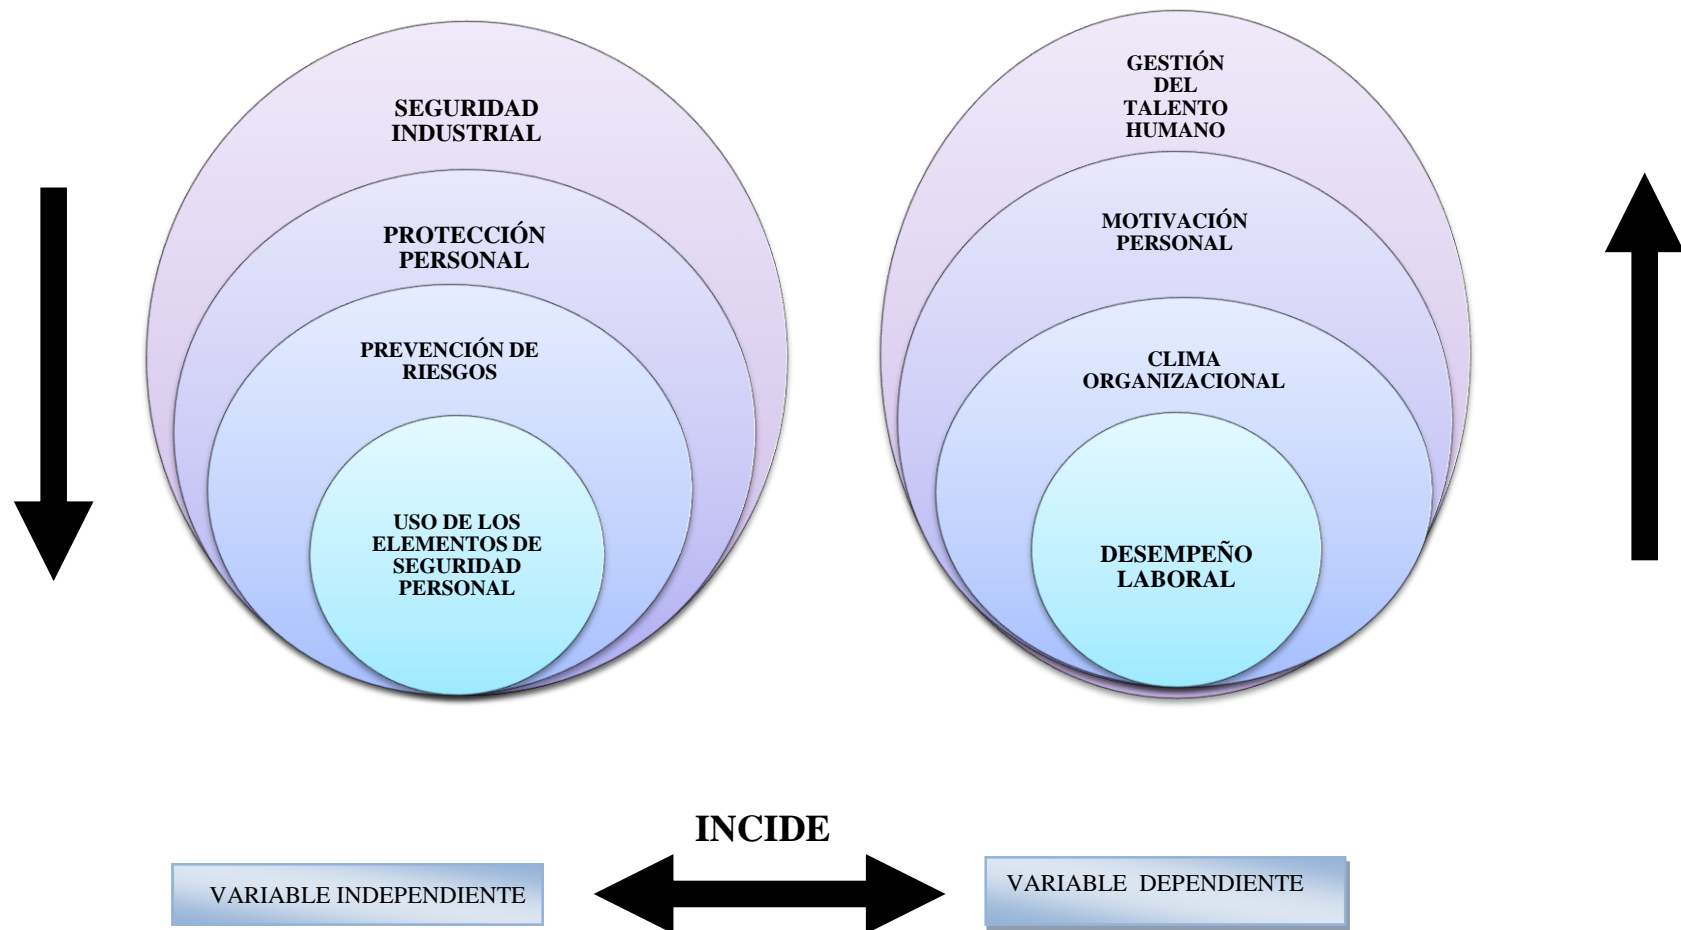 SEGURIDAD
INDUSTRIAL
PROTECCIÓN
PERSONAL
PREVENCIÓN DE
RIESGOS
USO DE LOS
ELEMENTOS DE
SEGURIDAD
PERSONAL
GESTIÓN
DEL
TALENTO
HUMANO
MOTIVACIÓN
PERSONAL
CLIMA
ORGANIZACIONAL
DESEMPEÑO
LABORAL
INCIDE
VARIABLE INDEPENDIENTE
VARIABLE DEPENDIENTE